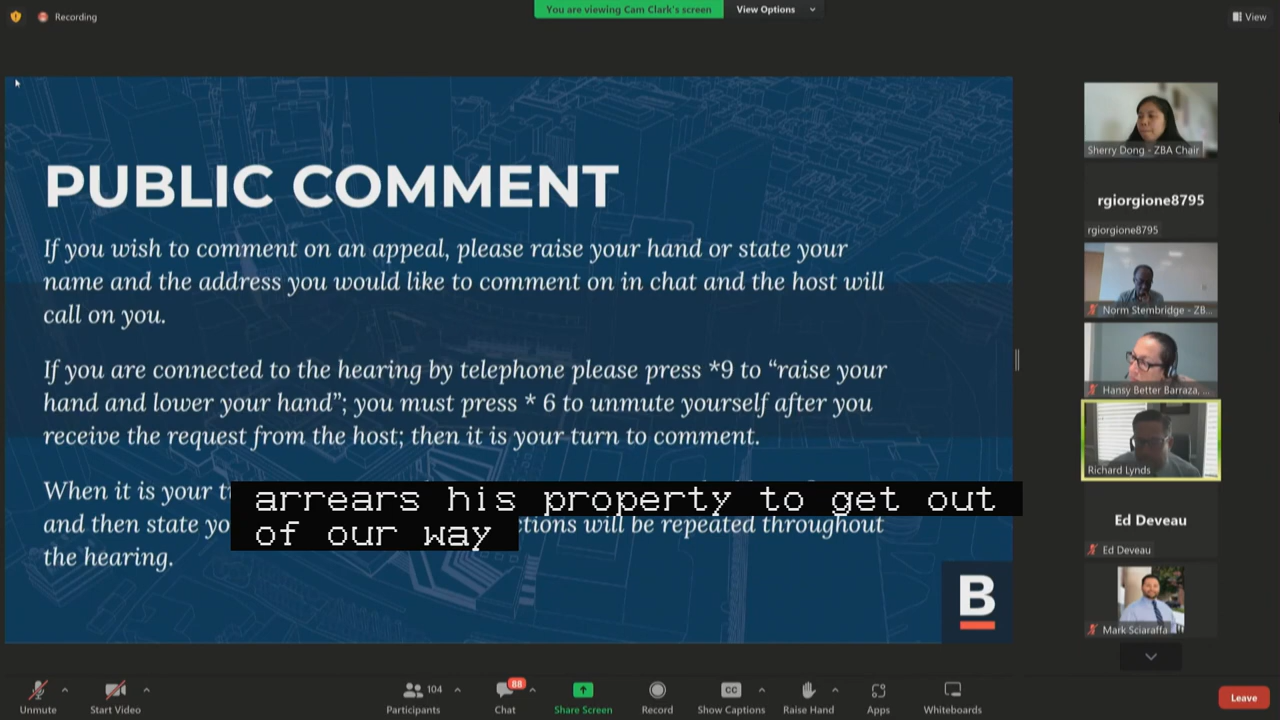 Recording
You are viewing Cam Clark's screen
View Options
View
PUBLIC COMMENT
If you wish to comment on an appeal, please raise your hand or state your
name and the address you would like to comment on in chat and the host will
call on you.
If you are connected to the hearing by telephone please press *9 to “raise your
hand and lower your hand”; you must press * 6 to unmute yourself after you
receive the request from the host; then it is your turn to comment.
When it is your
and then state ctions will be repeated throughout
the hearing.
arrears his property to get out
of our way
B
Sherry Dong - ZBA Chair
rgiorgione8795
rgiorgione8795
Norm Stembridge - ZB...
Hansy Better Barraza, ...
Richard Lynds
Ed Deveau
Ed Deveau
Mark Sciaraffa
Unmute
Start Video
104
Participants
88
Chat
Share Screen
Record
CC
Show Captions
Raise Hand
Apps
Whiteboards
Leave